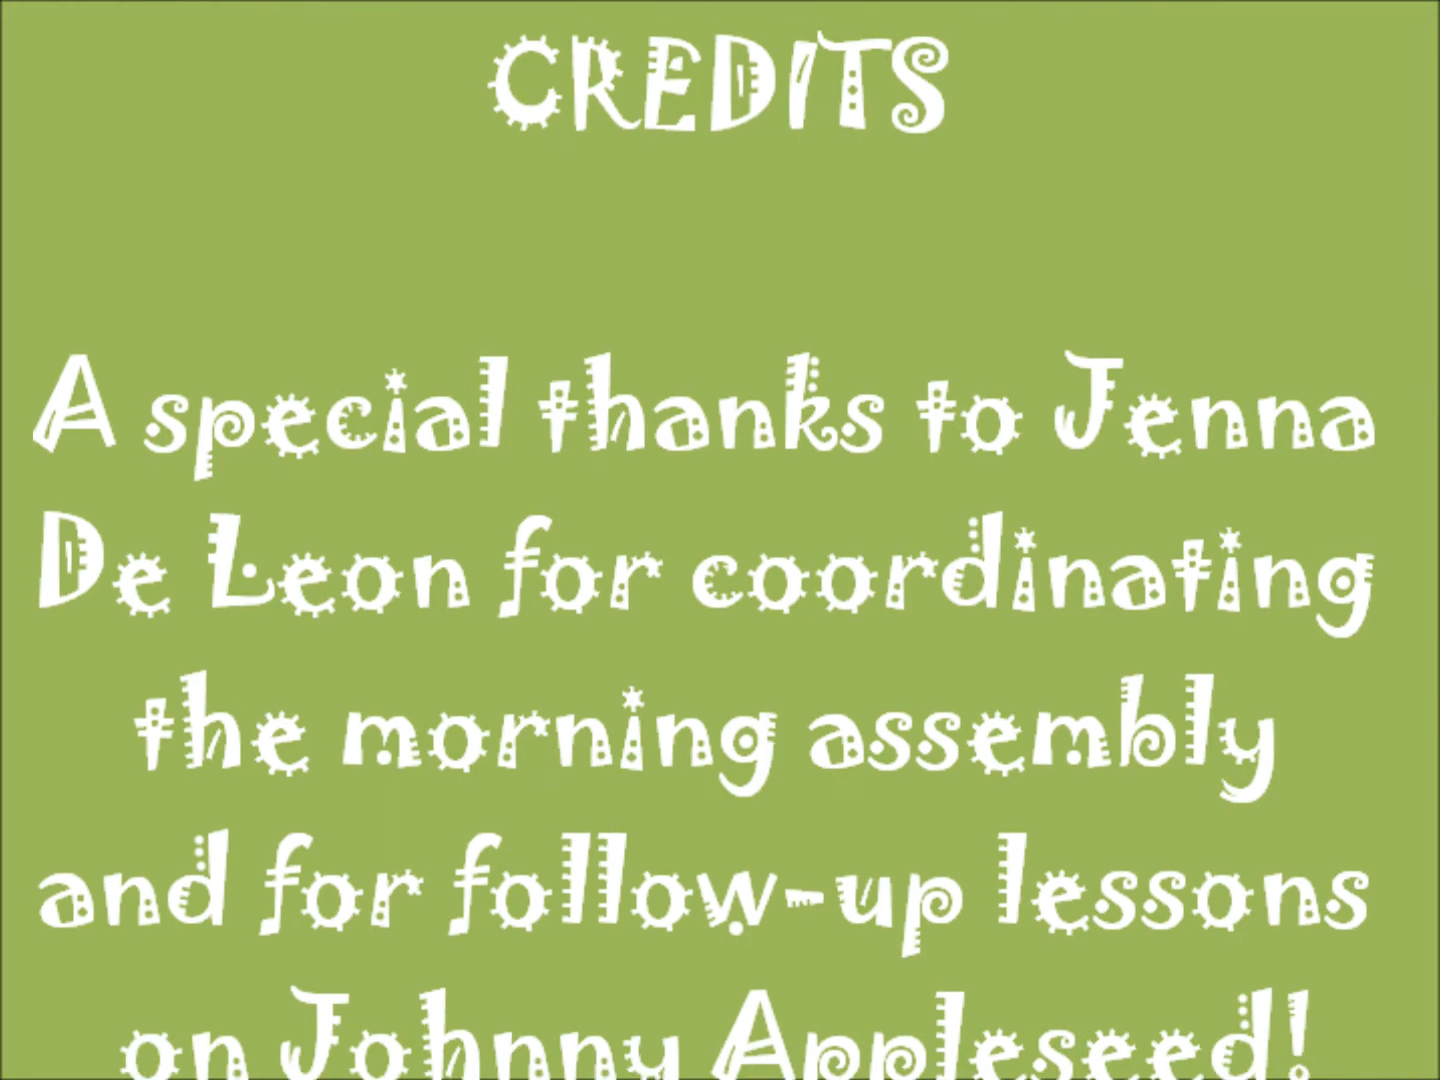 CREDITS
A special thanks to Jenna
De Leon for coordinating
the morning assembly
and for follow-up lessons
on Johnny Appleseed!